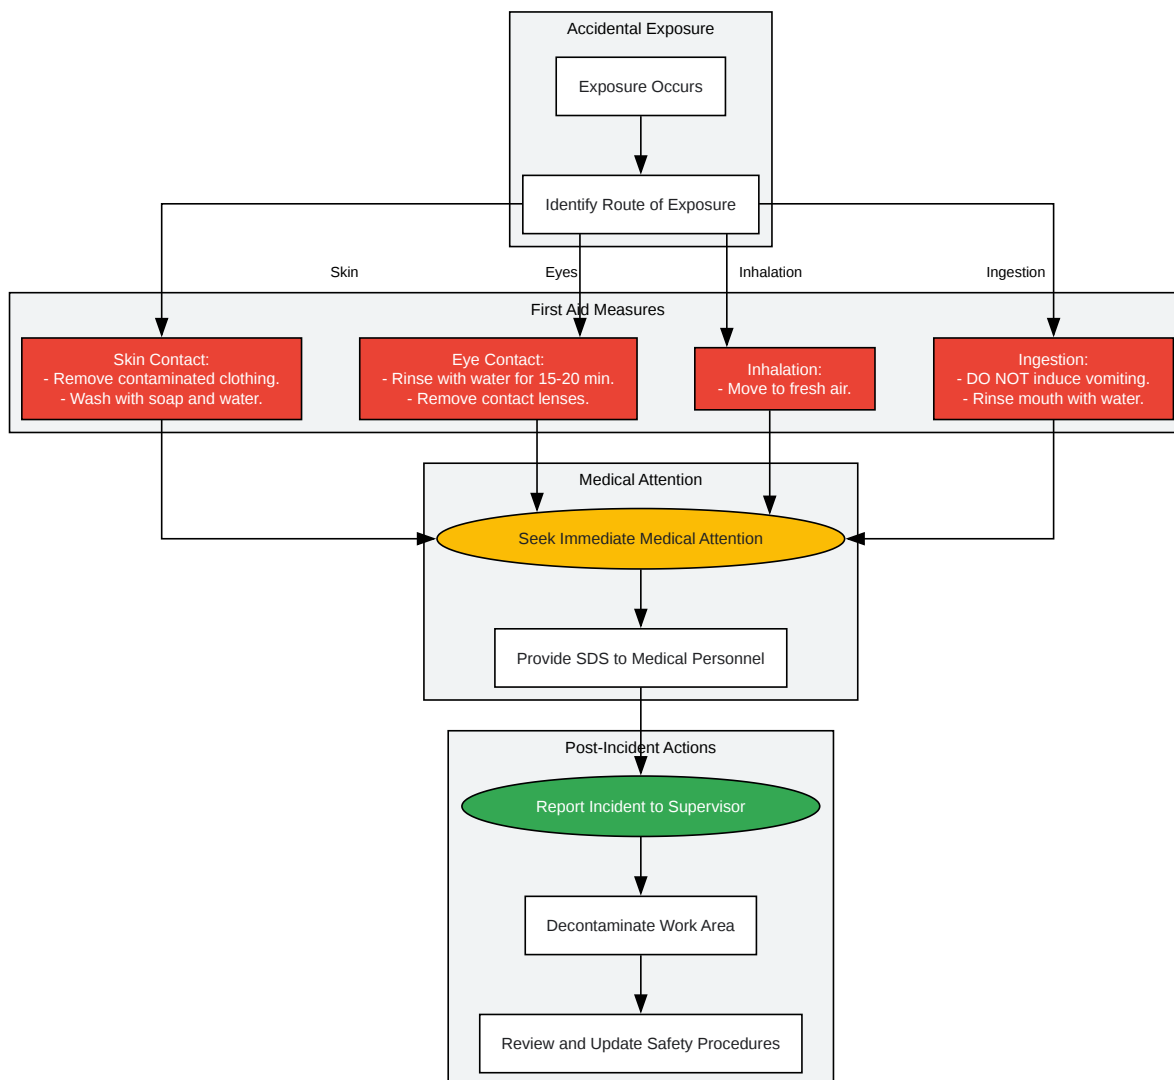 Accidental Exposure
Exposure Occurs
Identify Route of Exposure
Skin
Eyes
Inhalation
Ingestion
First Aid Measures
Skin Contact:
- Remove contaminated clothing.
- Wash with soap and water.
Eye Contact:
- Rinse with water for 15-20 min.
- Remove contact lenses.
Inhalation:
- Move to fresh air.
Ingestion:
- DO NOT induce vomiting.
- Rinse mouth with water.
Medical Attention
Seek Immediate Medical Attention
Provide SDS to Medical Personnel
Post-Incident Actions
Report Incident to Supervisor
Decontaminate Work Area
Review and Update Safety Procedures